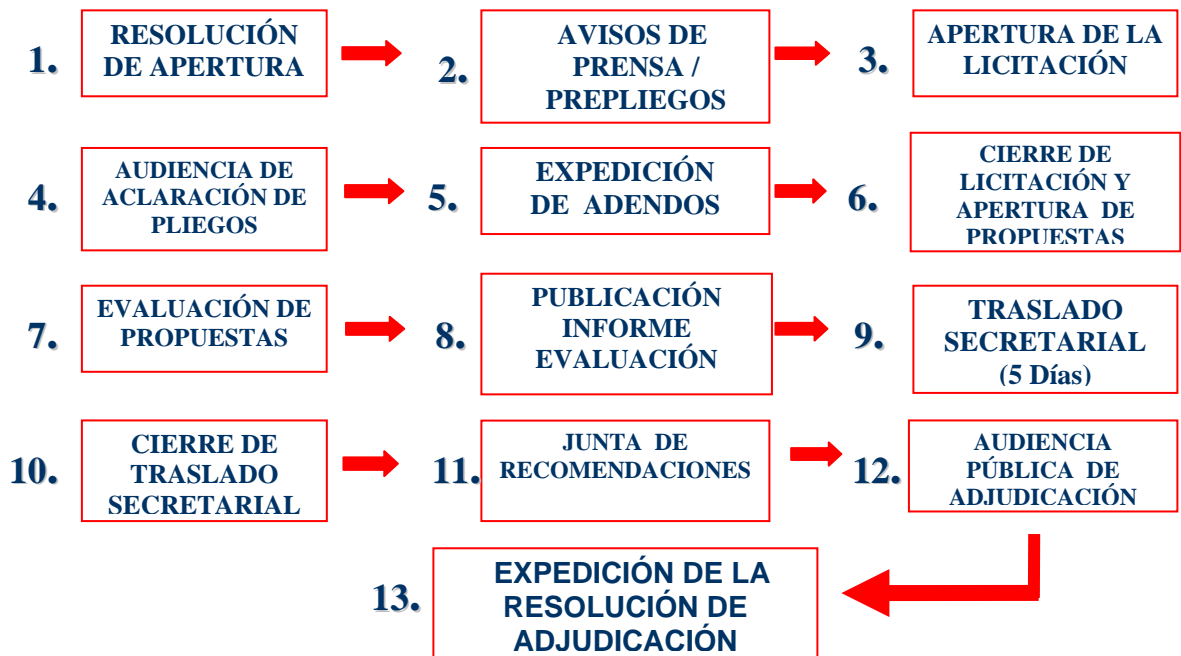 1.
RESOLUCIÓN
DE APERTURA
2.
AVISOS DE
PRENSA /
PREPLIEGOS
3.
APERTURA DE LA
LICITACIÓN
4.
AUDIENCIA DE
ACLARACIÓN DE
PLIEGOS
5.
EXPEDICIÓN
DE ADENDOS
6.
CIERRE DE
LICITACIÓN Y
APERTURA DE
PROPUESTAS
7.
EVALUACIÓN DE
PROPUESTAS
8.
PUBLICACIÓN
INFORME
EVALUACIÓN
9.
TRASLADO
SECRETARIAL
(5 Días)
10.
CIERRE DE
TRASLADO
SECRETARIAL
11.
JUNTA DE
RECOMENDACIONES
12.
AUDIENCIA
PÚBLICA DE
ADJUDICACIÓN
13.
EXPEDICIÓN DE LA
RESOLUCIÓN DE
ADJUDICACIÓN